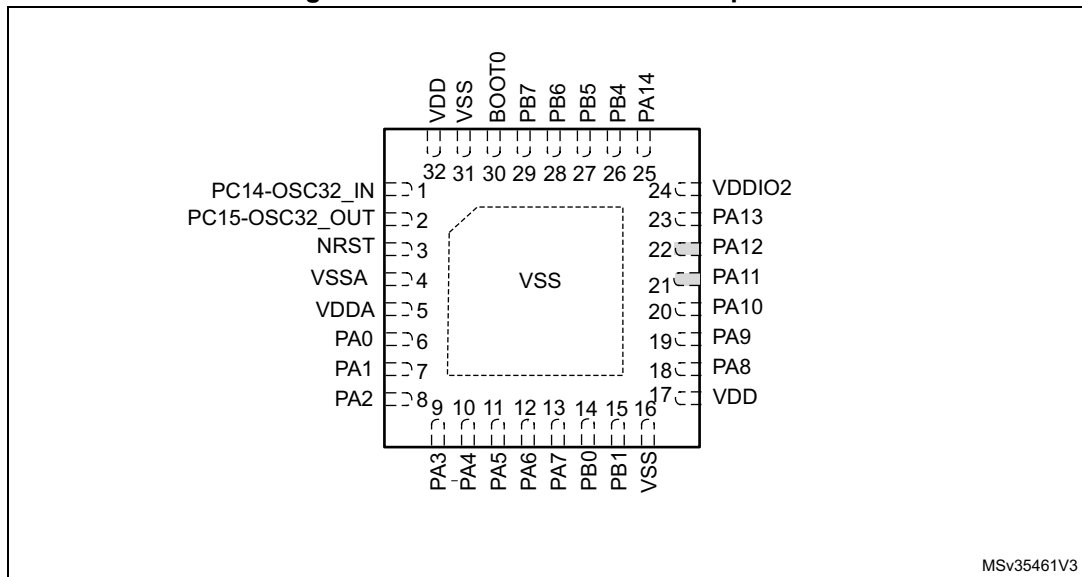 VDD VSS BOOT0 PB7 PB6 PB5 PB4 PA14
32 31 30 29 28 27 26 25
PC14-OSC32_IN 1
PC15-OSC32_OUT 2
NRST 3
VSSA 4
VDDA 5
PA0 6
PA1 7
PA2 8
VSS
24 VDDIO2
23 PA13
22 PA12
21 PA11
20 PA10
19 PA9
18 PA8
17 VDD
9 10 11 12 13 14 15 16
PA3 PA4 PA5 PA6 PA7 PB0 PB1 VSS
MSv35461V3